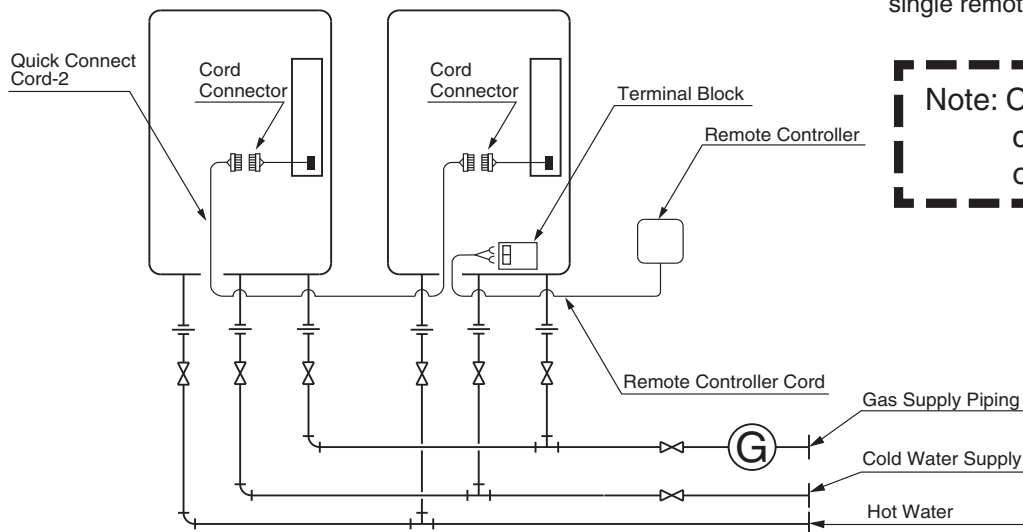 single remot
Quick Connect
Cord-2
Cord
Connector
Cord
Connector
Terminal Block
Remote Controller
Note: C
c
c
Remote Controller Cord
Gas Supply Piping
G
Cold Water Supply
Hot Water